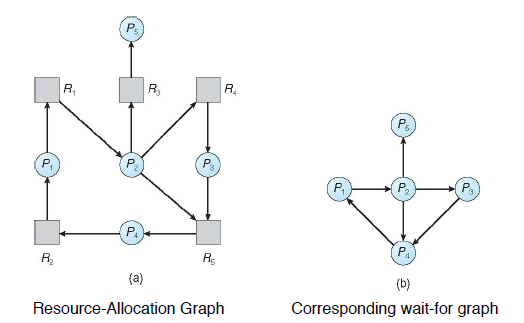 P5
R1
R3
R4
P1
P2
P3
P4
R2
R5
(a)
Resource-Allocation Graph
P5
P1
P2
P3
P4
(b)
Corresponding wait-for graph